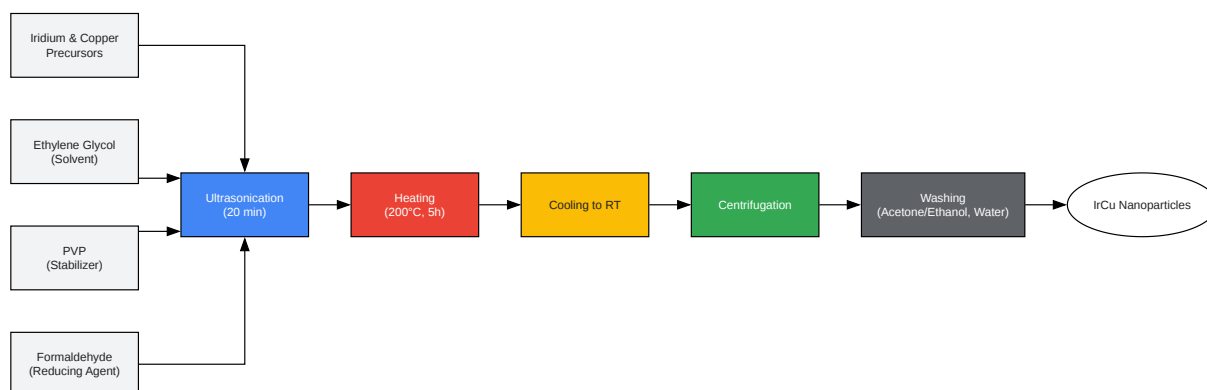 Iridium & Copper
Precursors
Ethylene Glycol
(Solvent)
PVP
(Stabilizer)
Formaldehyde
(Reducing Agent)
Ultrasonication
(20 min)
Heating
(200°C, 5h)
Cooling to RT
Centrifugation
Washing
(Acetone/Ethanol, Water)
IrCu Nanoparticles